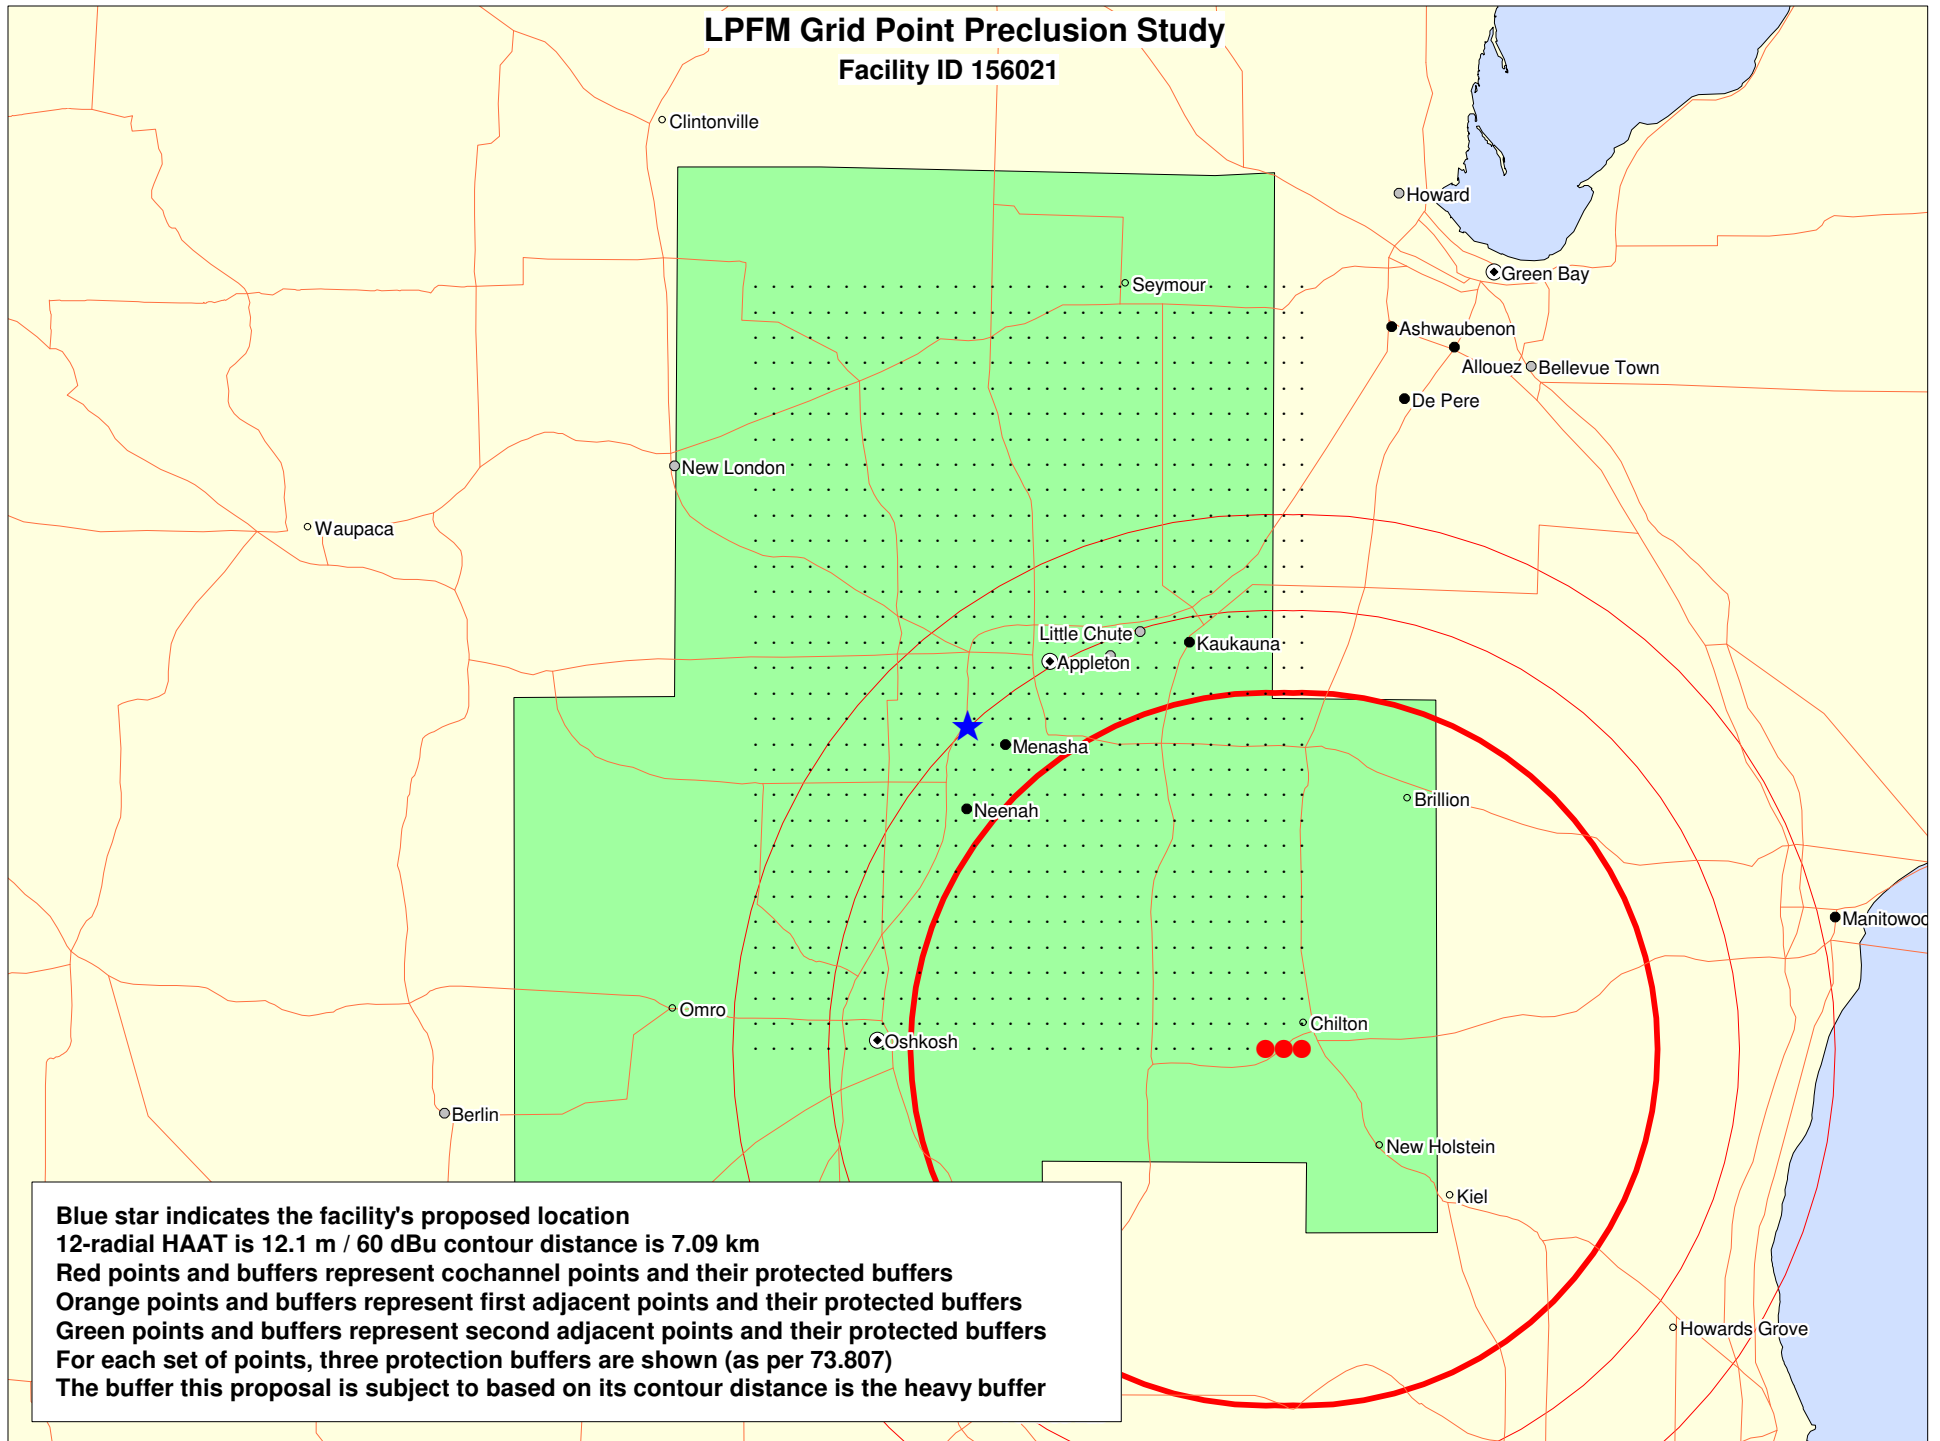 LPFM Grid Point Preclusion Study
Facility ID 156021
Clintonville
Howard
Green Bay
Seymour
Ashwaubenon
Allouez
Bellevue Town
De Pere
New London
Waupaca
Little Chute
Kaukauna
Appleton
Menasha
Brillion
Neenah
Manitowoc
Omro
Chilton
Oshkosh
Berlin
New Holstein
Kiel
Howards Grove
Blue star indicates the facility's proposed location
12-radial HAAT is 12.1 m / 60 dBu contour distance is 7.09 km
Red points and buffers represent cochannel points and their protected buffers
Orange points and buffers represent first adjacent points and their protected buffers
Green points and buffers represent second adjacent points and their protected buffers
For each set of points, three protection buffers are shown (as per 73.807)
The buffer this proposal is subject to based on its contour distance is the heavy buffer